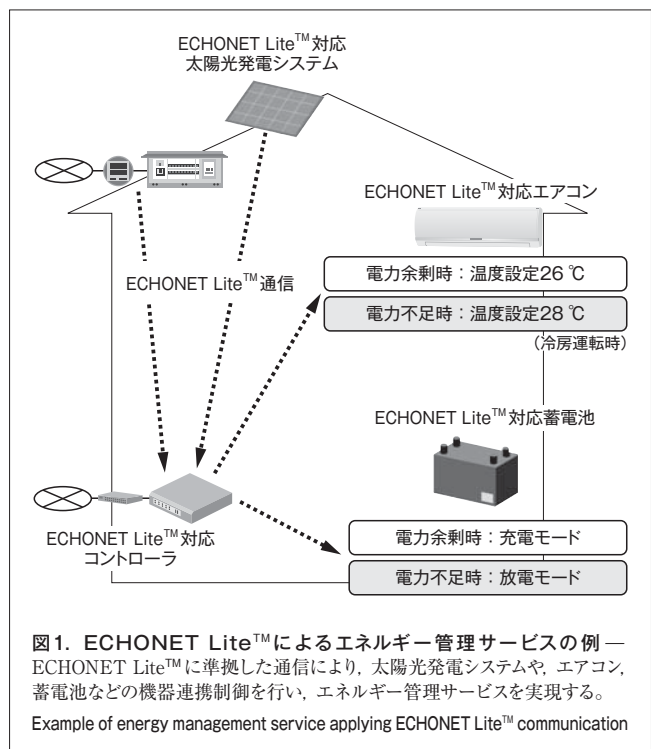 ECHONET Lite™対応
太陽光発電システム
ECHONET Lite™対応エアコン
ECHONET Lite™通信
電力余剰時：温度設定26 ℃
電力不足時：温度設定28 ℃
（冷房運転時）
ECHONET Lite™対応蓄電池
ECHONET Lite™対応
コントローラ
電力余剰時：充電モード
電力不足時：放電モード
図1．ECHONET Lite™によるエネルギー管理サービスの例 —
ECHONET Lite™に準拠した通信により，太陽光発電システムや，エアコン，
蓄電池などの機器連携制御を行い，エネルギー管理サービスを実現する。
Example of energy management service applying ECHONET Lite™ communication